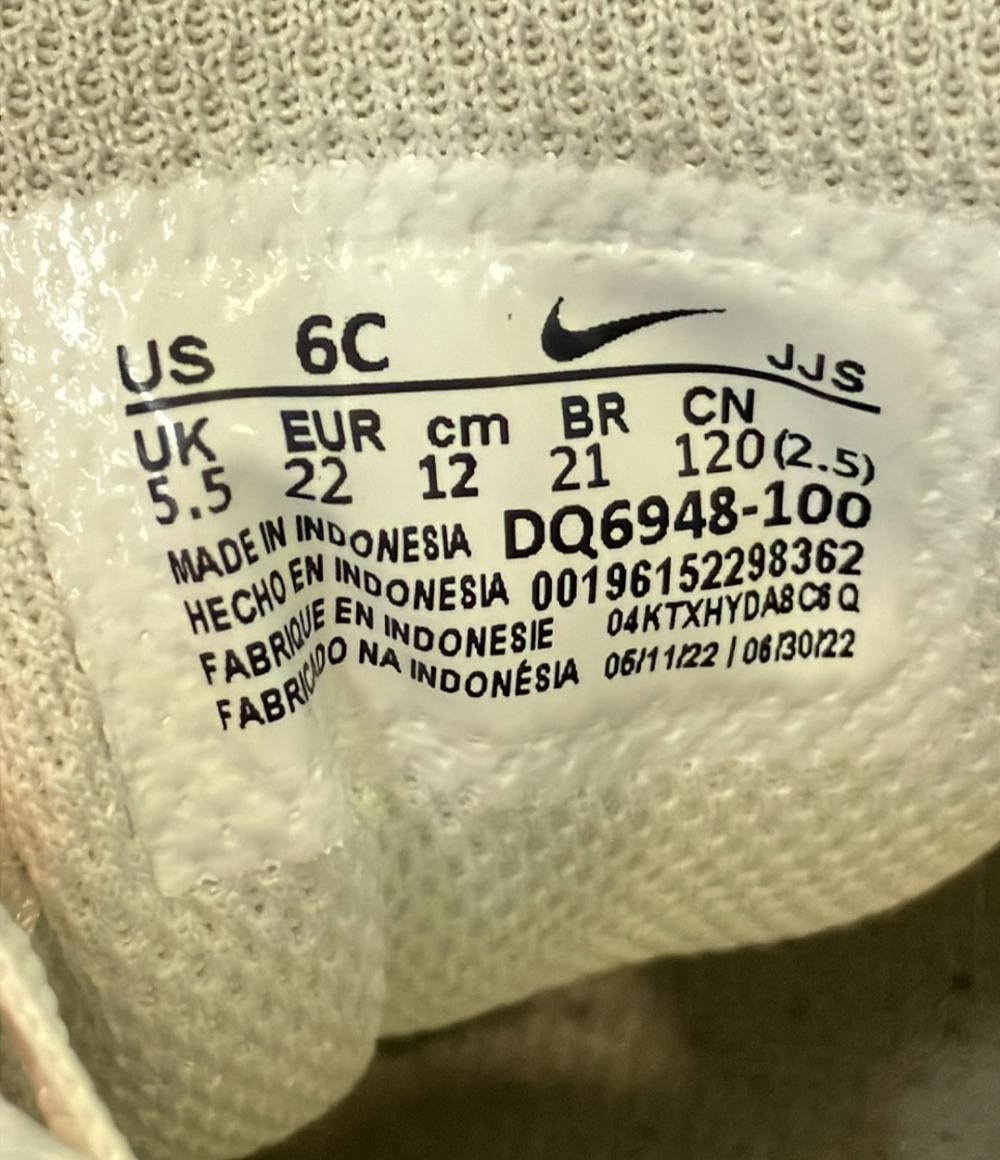 US 6C JJS
UK EUR cm BR CN
5.5 22 12 21 120(2.5)
MADE IN INDONESIA DQ6948-100
HECHO EN INDONESIA 00196152298362
FABRIQUE EN INDONESIE 04KTXHYDA8C6Q
FABRICADO NA INDONÉSIA 06/11/22 | 06/30/22